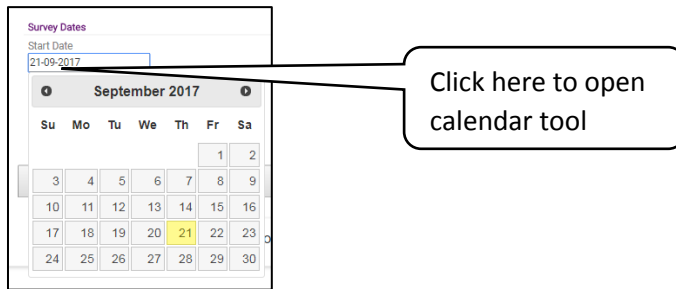 Survey Dates
Start Date
21-09-2017
September 2017
Su Mo Tu We Th Fr Sa
1 2
3 4 5 6 7 8 9
10 11 12 13 14 15 16
17 18 19 20 21 22 23
24 25 26 27 28 29 30
Click here to open
calendar tool